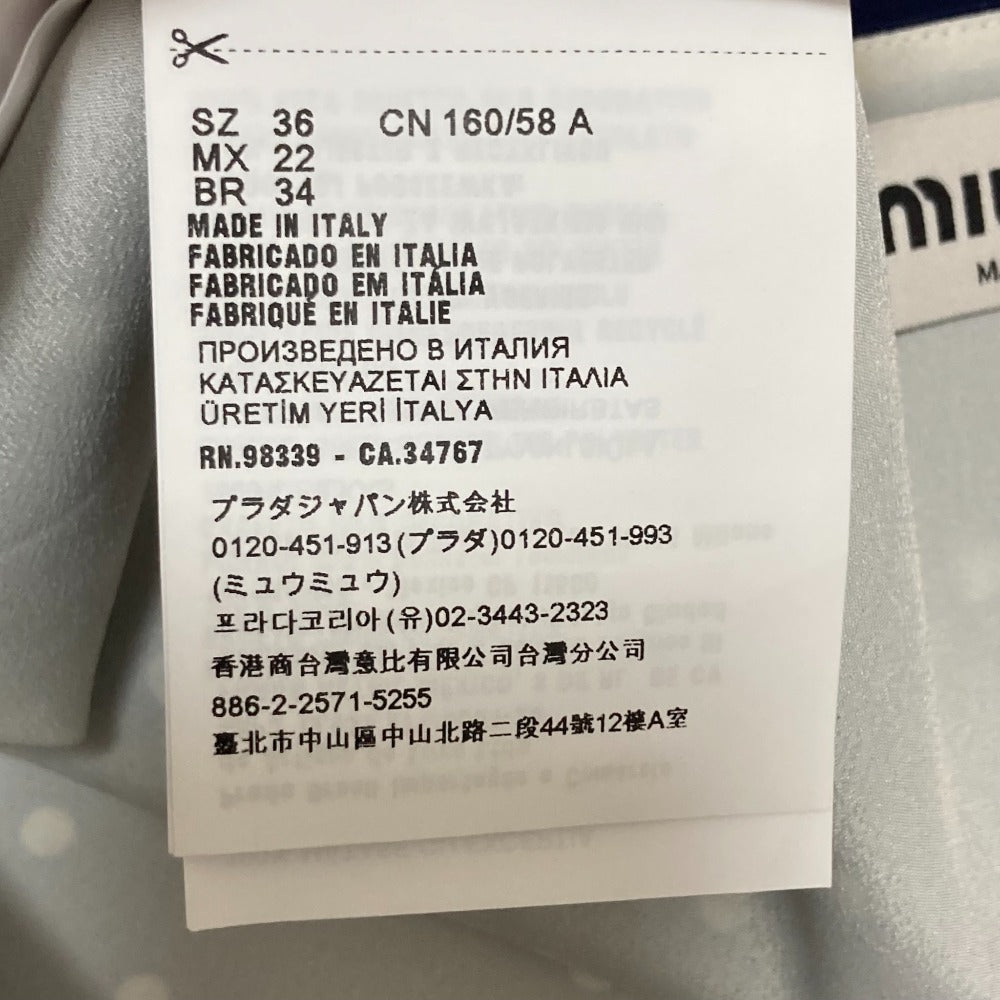 SZ 36 CN 160/58 A
MX 22
BR 34
MADE IN ITALY
FABRICADO EN ITALIA
FABRICADO EM ITÁLIA
FABRIQUÉ EN ITALIE
ПРОИЗВЕДЕНО В ИТАЛИЯ
ΚΑΤΑΣΚΕΥΑΖΕΤΑΙ ΣΤΗΝ ΙΤΑΛΙΑ
ÜRETİM YERİ İTALYA
RN.98339 - CA.34767
プラダジャパン株式会社
0120-451-913(プラダ)0120-451-993
(ミュウミュウ)
프라다코리아(유)02-3443-2323
香港商台灣意比有限公司台灣分公司
886-2-2571-5255
臺北市中山區中山北路二段44號12樓A室